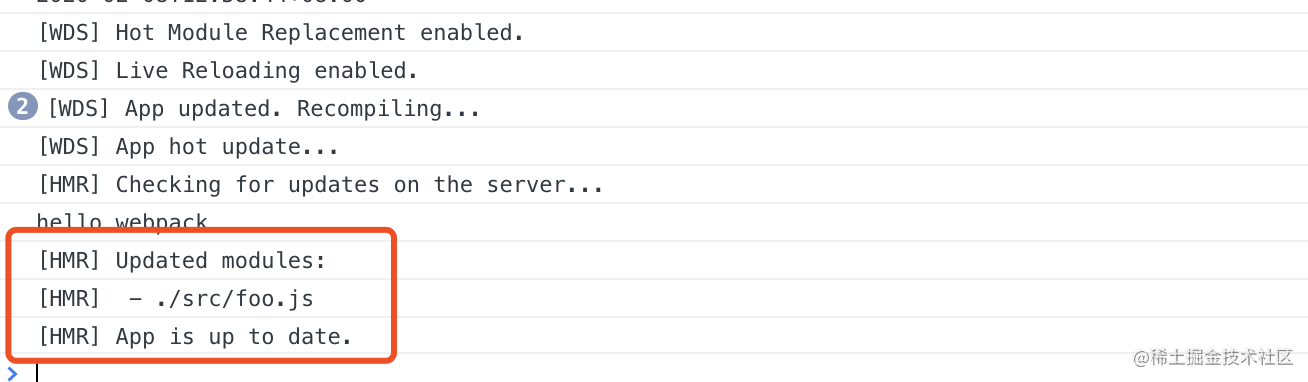 [WDS] Hot Module Replacement enabled.
[WDS] Live Reloading enabled.
2 [WDS] App updated. Recompiling...
[WDS] App hot update...
[HMR] Checking for updates on the server...
hello webpack
[HMR] Updated modules:
[HMR]  - ./src/foo.js
[HMR] App is up to date.
>
@稀土掘金技术社区